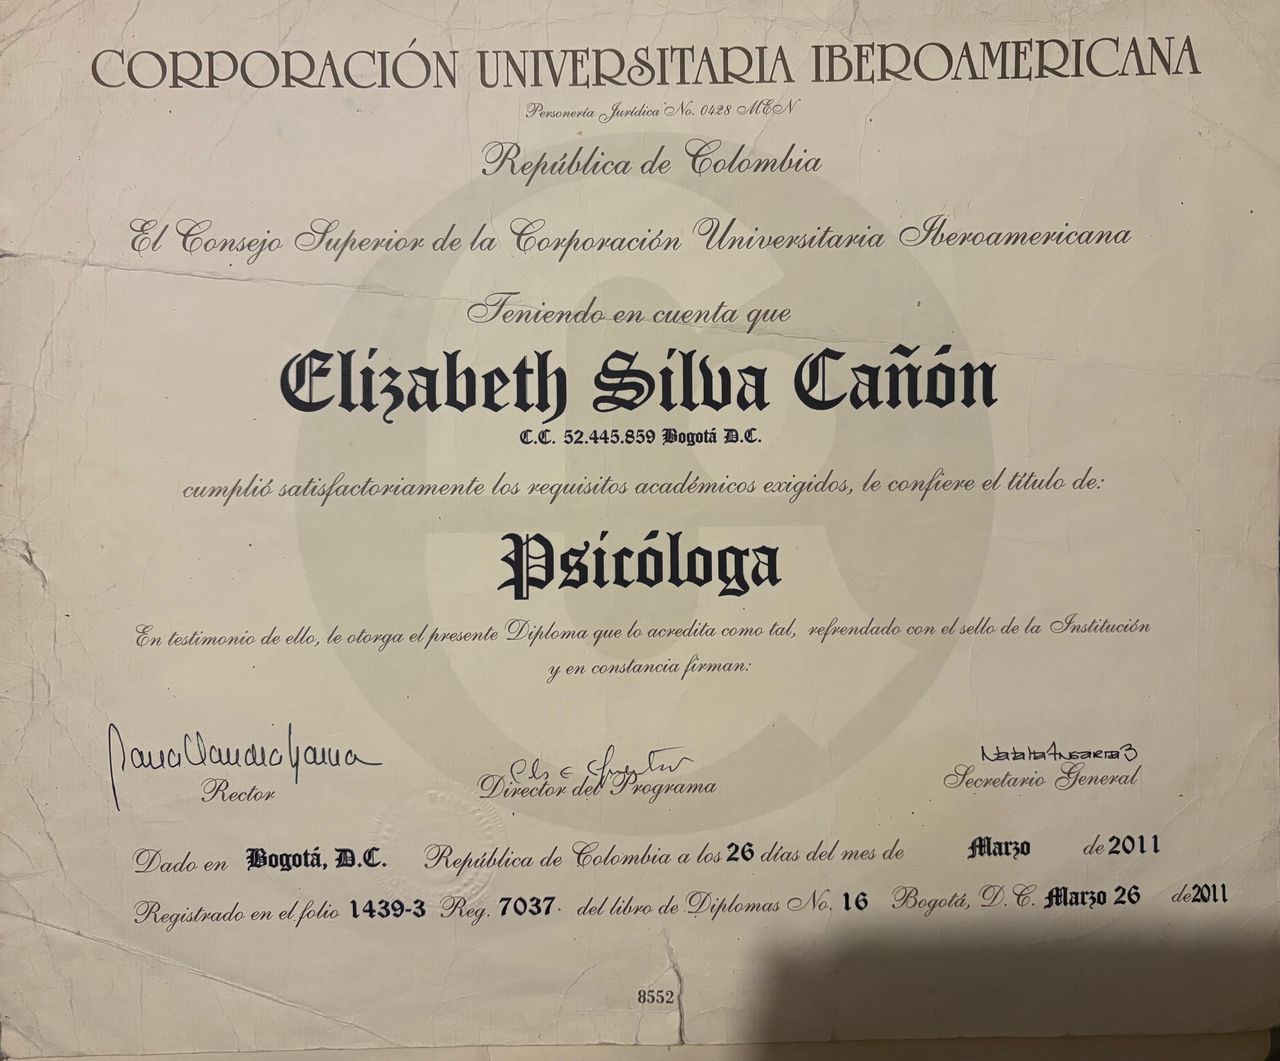 CORPORACIÓN UNIVERSITARIA IBEROAMERICANA
Personería Jurídica No. 0428 MEN
República de Colombia
El Consejo Superior de la Corporación Universitaria Iberoamericana
Teniendo en cuenta que
Elizabeth Silva Cañón
C.C. 52.445.859 Bogotá D.C.
cumplió satisfactoriamente los requisitos académicos exigidos, le confiere el título de:
Psicóloga
En testimonio de ello, le otorga el presente Diploma que lo acredita como tal, refrendado con el sello de la Institución
y en constancia firman:
Rector
Director del Programa
Secretario General
Dado en Bogotá, D.C. República de Colombia a los 26 días del mes de Marzo de 2011
Registrado en el folio 1439-3 Reg. 7037. del libro de Diplomas No. 16 Bogotá, D. C. Marzo 26 de 2011
8552